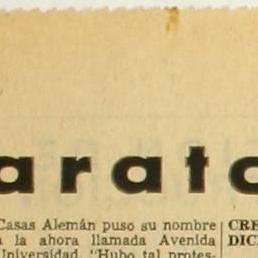 arato
Casas Alemán puso su nombre
a la ahora llamada Avenida
Universidad. "Hubo tal protes-
CRE
DIC